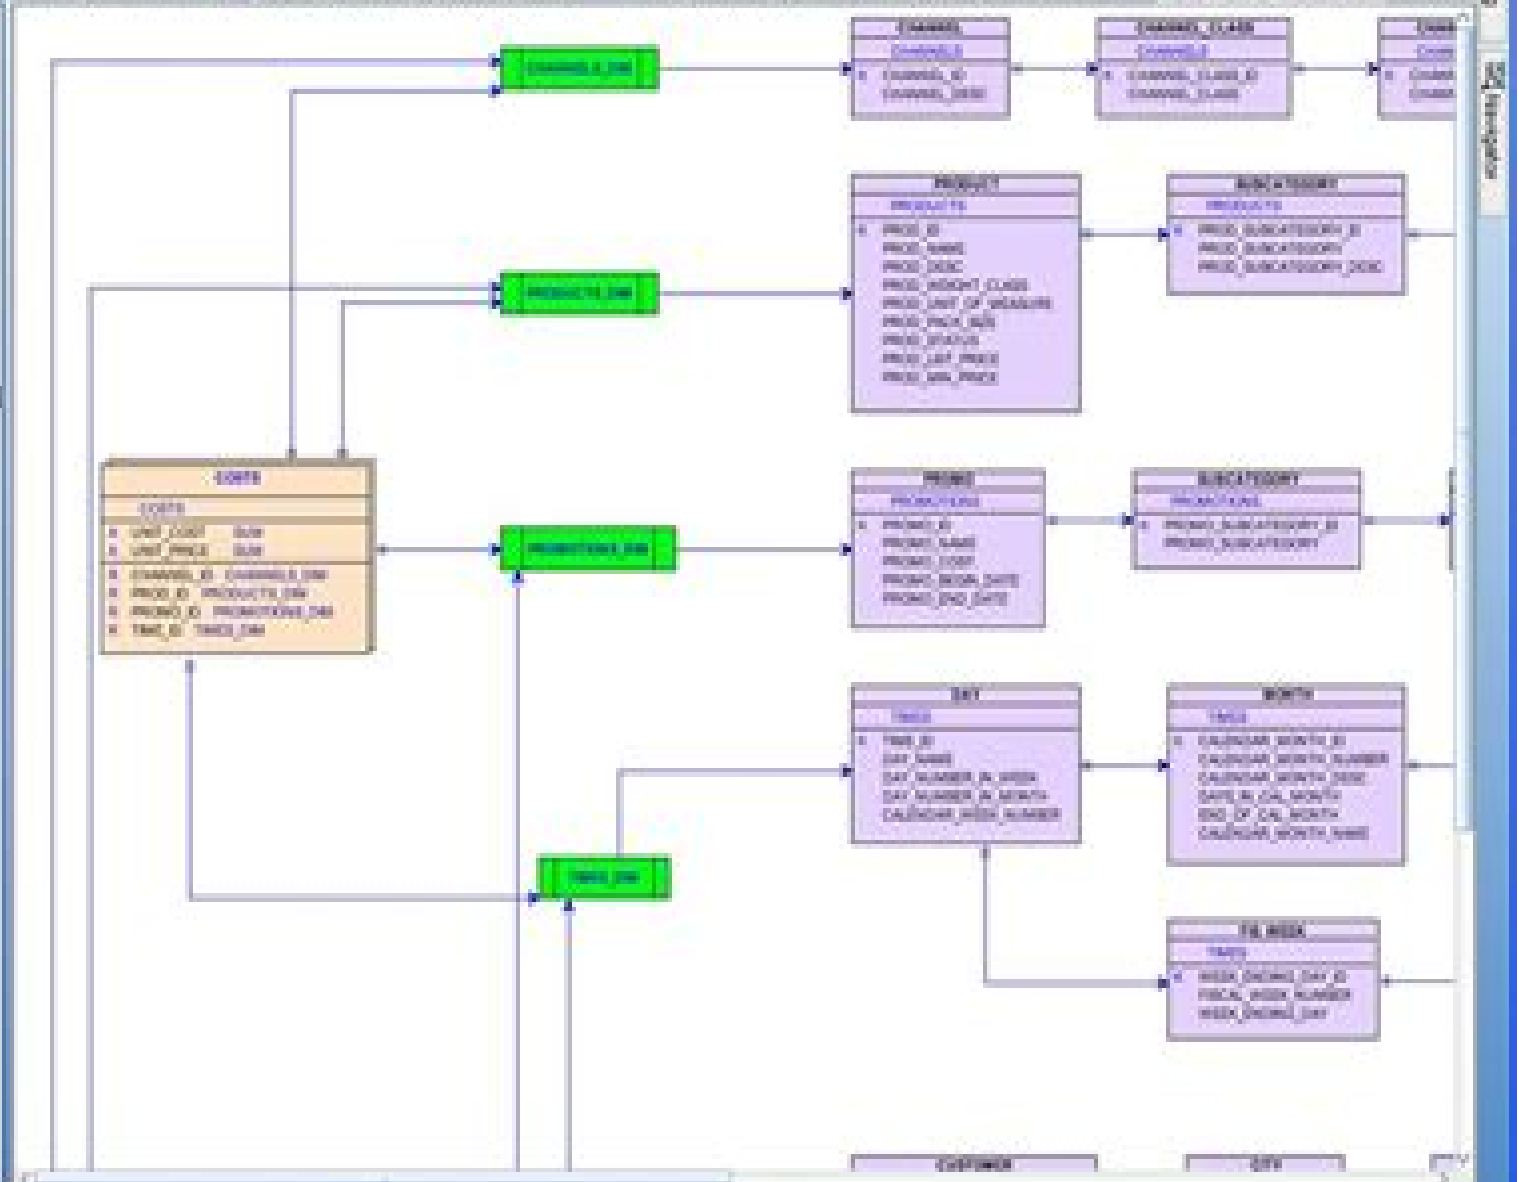 CHANNEL
CHANNELS
CHANNEL_ID
CHANNEL_DESC
CHANNEL_CLASS
CHANNELS
CHANNEL_CLASS_ID
CHANNEL_CLASS
CHANNELS_DIM
PRODUCT
PRODUCTS
PROD_ID
PROD_NAME
PROD_DESC
PROD_WEIGHT_CLASS
PROD_UNIT_OF_MEASURE
PROD_PACK_SIZE
PROD_STATUS
PROD_LIST_PRICE
PROD_MIN_PRICE
SUBCATEGORY
PRODUCTS
PROD_SUBCATEGORY_ID
PROD_SUBCATEGORY
PROD_SUBCATEGORY_DESC
PRODUCTS_DIM
COSTS
COSTS
UNIT_COST SUM
UNIT_PRICE SUM
CHANNEL_ID CHANNELS_DIM
PROD_ID PRODUCTS_DIM
PROMO_ID PROMOTIONS_DIM
TIME_ID TIMES_DIM
PROMOTIONS_DIM
PROMO
PROMOTIONS
PROMO_ID
PROMO_NAME
PROMO_COST
PROMO_BEGIN_DATE
PROMO_END_DATE
SUBCATEGORY
PROMOTIONS
PROMO_SUBCATEGORY_ID
PROMO_SUBCATEGORY
DAY
TIMES
TIME_ID
DAY_NAME
DAY_NUMBER_IN_WEEK
DAY_NUMBER_IN_MONTH
CALENDAR_WEEK_NUMBER
MONTH
TIMES
CALENDAR_MONTH_ID
CALENDAR_MONTH_NUMBER
CALENDAR_MONTH_DESC
DAYS_IN_CAL_MONTH
END_OF_CAL_MONTH
CALENDAR_MONTH_NAME
TIMES_DIM
FIS_WEEK
TIMES
WEEK_ENDING_DAY_ID
FISCAL_WEEK_NUMBER
WEEK_ENDING_DAY
CUSTOMER
CITY
Navigator